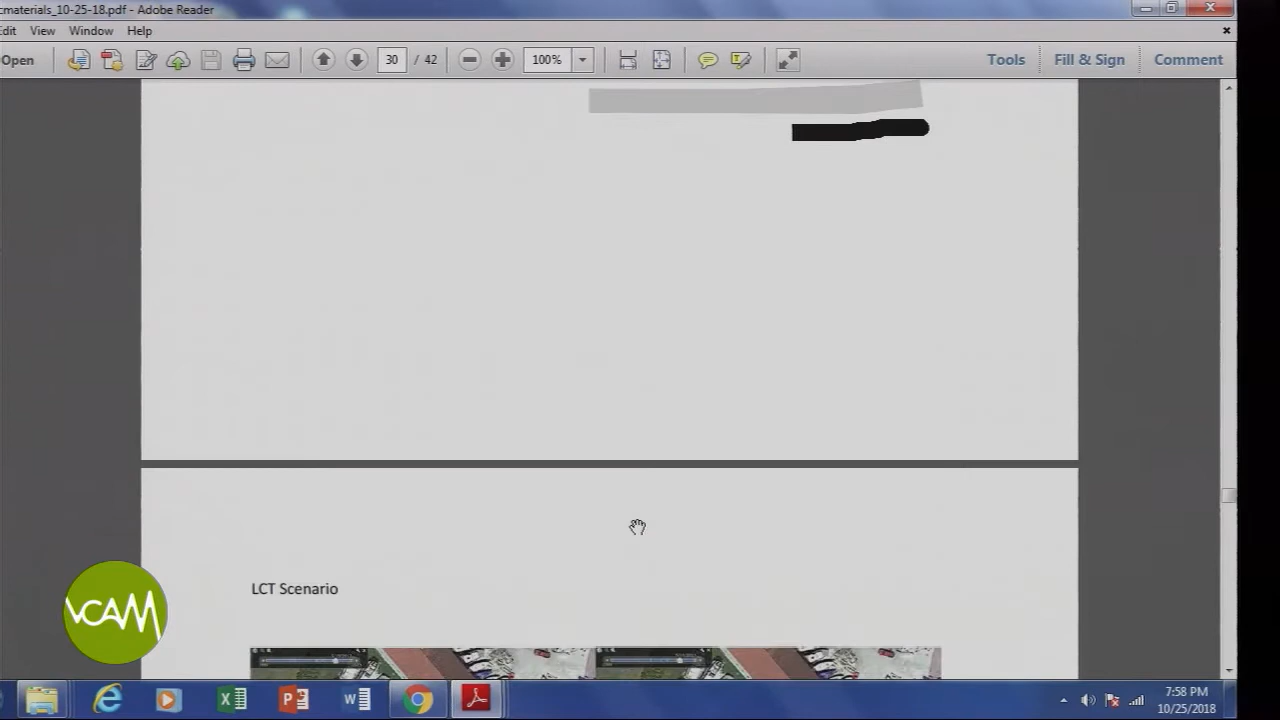 cmaterials_10-25-18.pdf - Adobe Reader
Edit View Window Help
Open 30 / 42 100% Tools Fill & Sign Comment
LCT Scenario
VCAM
7:58 PM
10/25/2018